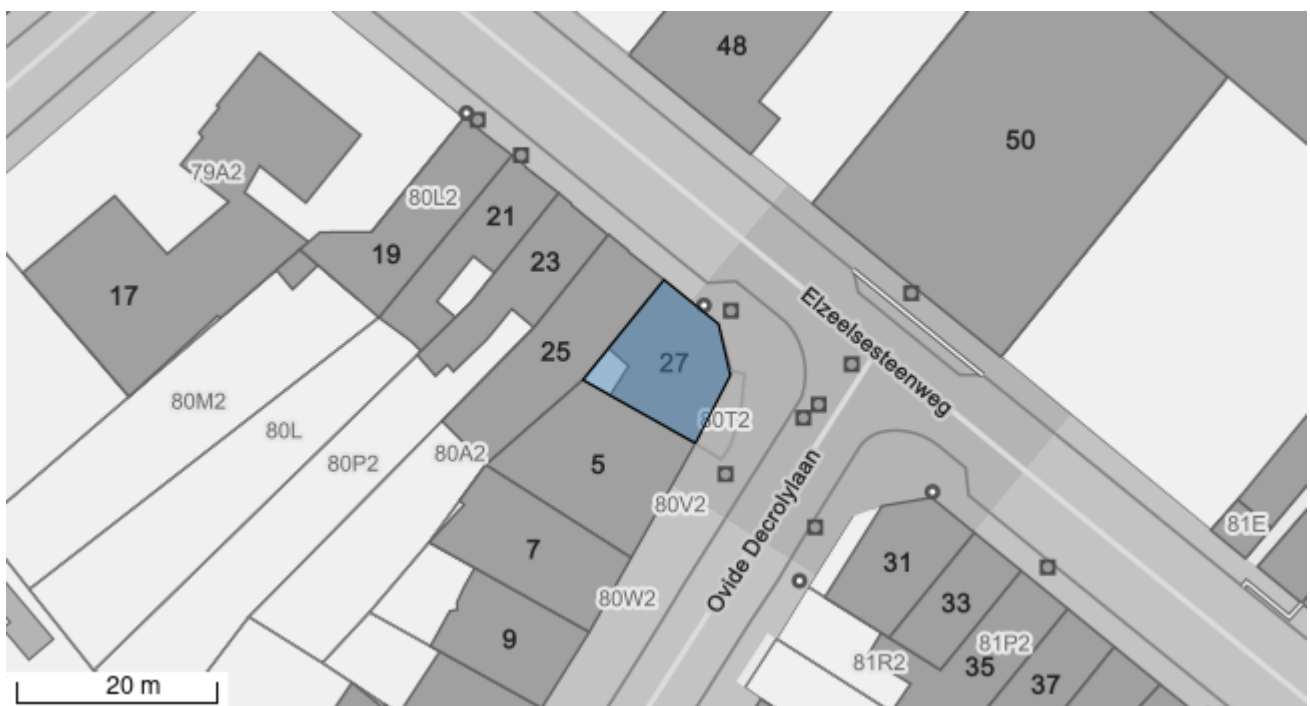 48
50
79A2
80L2
21
19
23
17
Elzeelsesteenweg
25
27
80M2
80T2
80L
80P2
80A2
5
80V2
Ovide Decrolylaan
81E
7
31
80W2
33
9
81P2
81R2
35
37
20 m